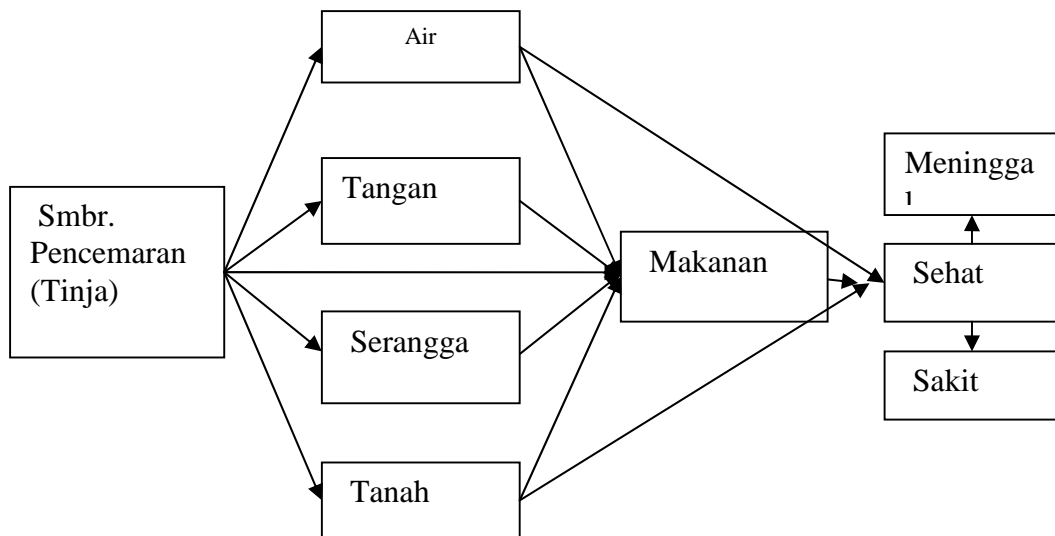 Air
Tangan
Smbr.
Pencemaran
(Tinja)
Serangga
Tanah
Makanan
Meningga
l
Sehat
Sakit